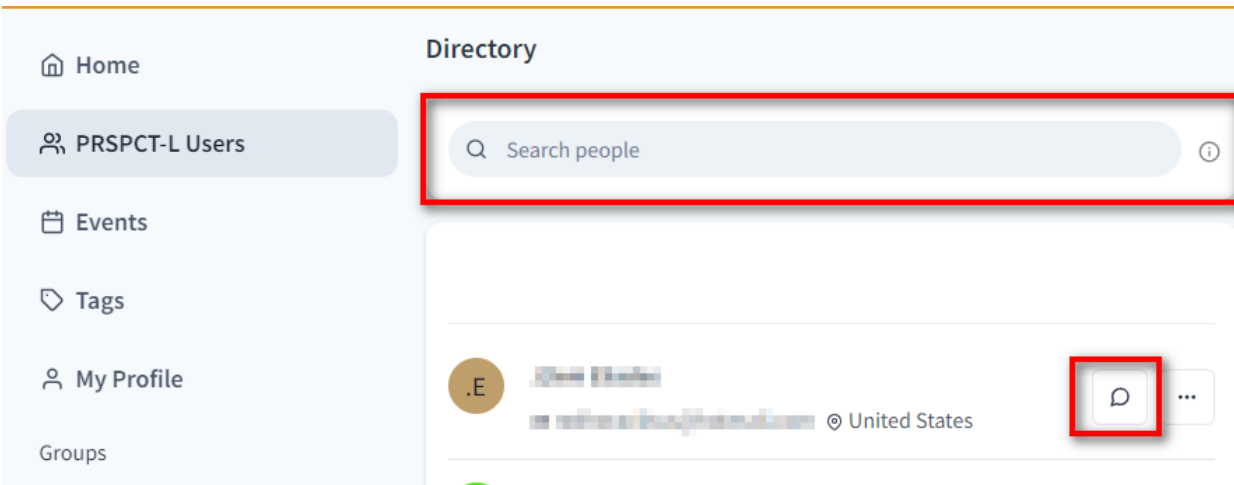 Home
PRSPCT-L Users
Events
Tags
My Profile
Groups
Directory
Search people
.E
United States